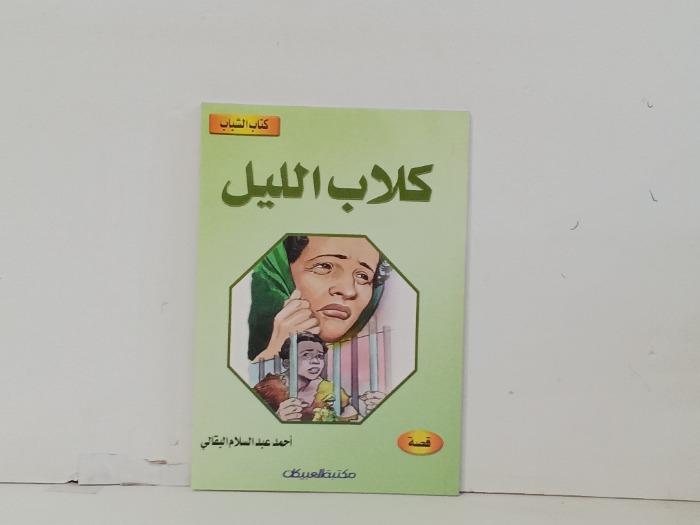 كتاب الشباب
كلاب الليل
أحمد عبد السلام البقالي
قصة
مكتبة العبيكان